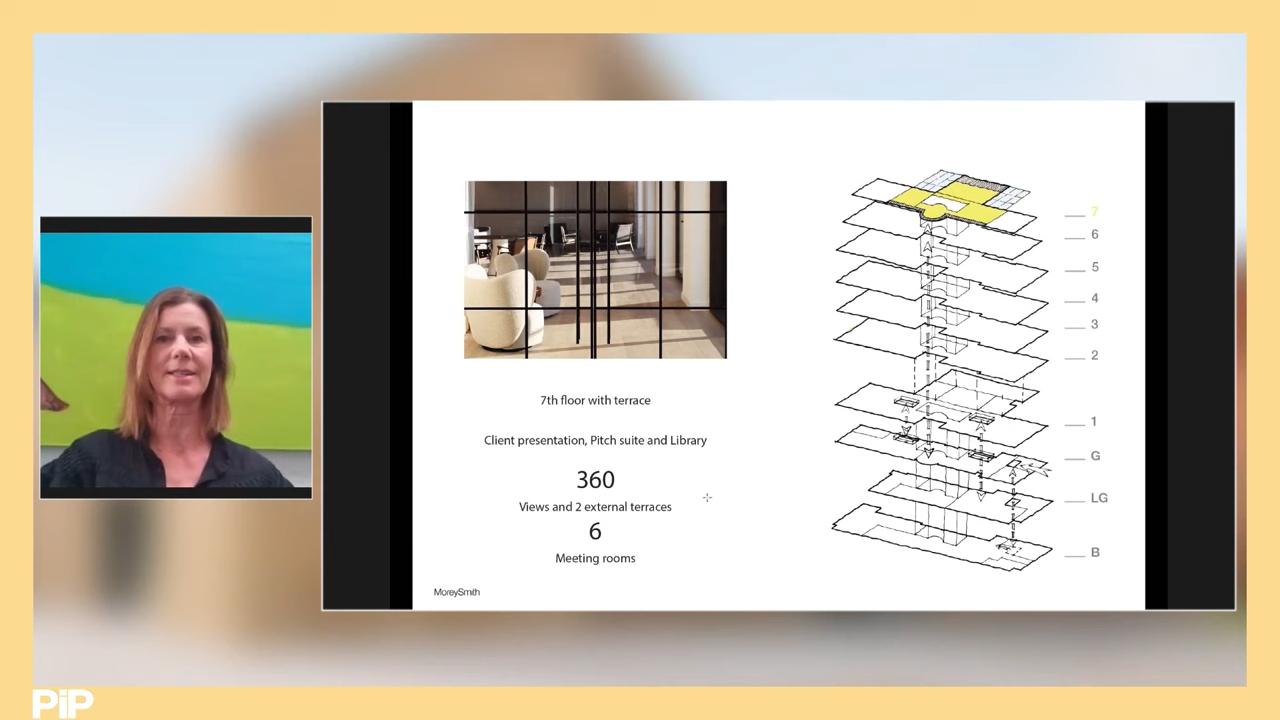 7th floor with terrace
Client presentation, Pitch suite and Library
360
Views and 2 external terraces
6
Meeting rooms
MoreySmith
7
6
5
4
3
2
1
G
LG
B
PiP